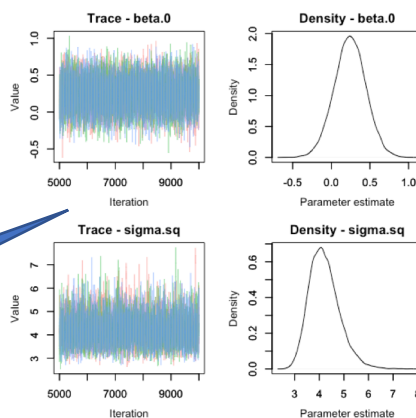 Trace - beta.0
Value
-0.5 0.0 0.5 1.0
5000 7000 9000
Iteration
Density - beta.0
Density
0.0 0.5 1.0 1.5 2.0
-0.5 0.0 0.5 1.0
Parameter estimate
Trace - sigma.sq
Value
3 4 5 6 7
5000 7000 9000
Iteration
Density - sigma.sq
Density
0.0 0.2 0.4 0.6
3 4 5 6 7 8
Parameter estimate